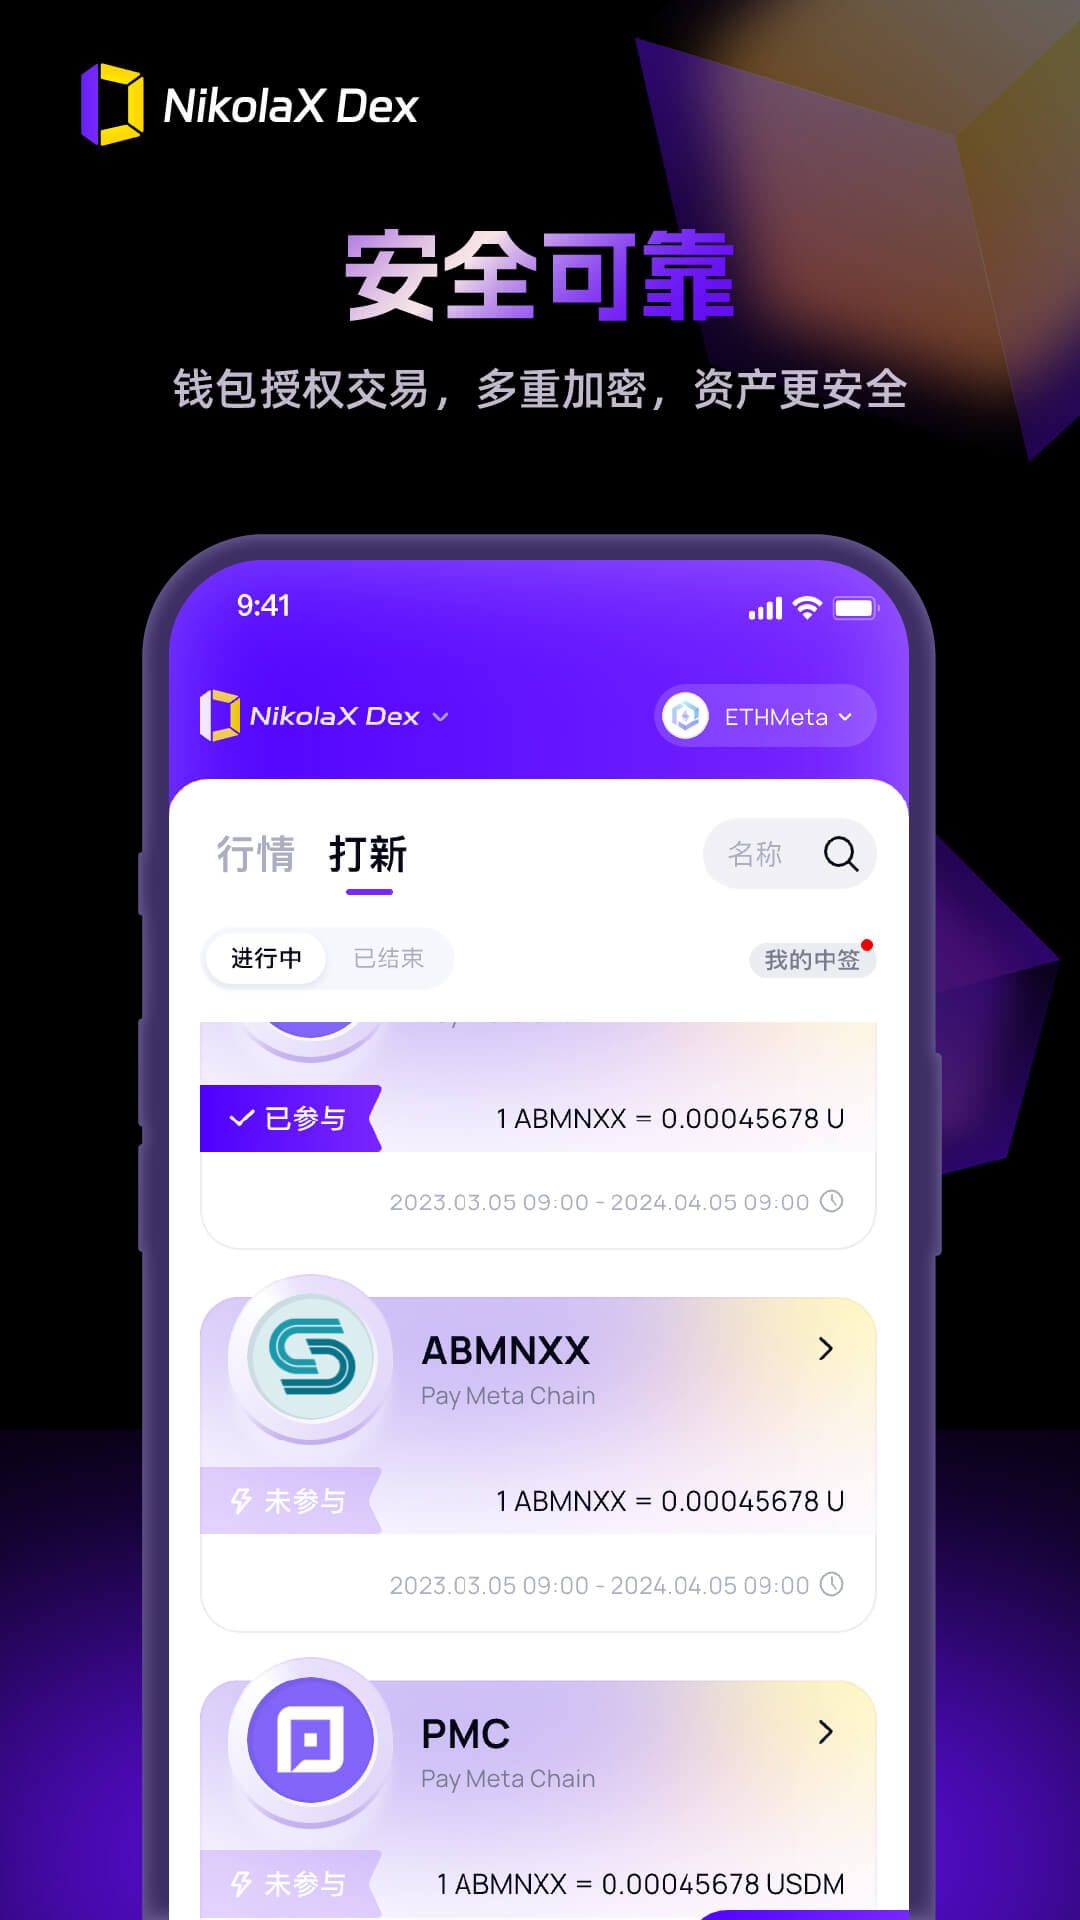 NikolaX Dex
安全可靠
钱包授权交易，多重加密，资产更安全
9:41
NikolaX Dex
ETHMeta
行情 打新
名称
进行中 已结束
我的中签
已参与
1 ABMNXX = 0.00045678 U
2023.03.05 09:00 - 2024.04.05 09:00
ABMNXX
Pay Meta Chain
未参与
1 ABMNXX = 0.00045678 U
2023.03.05 09:00 - 2024.04.05 09:00
PMC
Pay Meta Chain
未参与
1 ABMNXX = 0.00045678 USDM